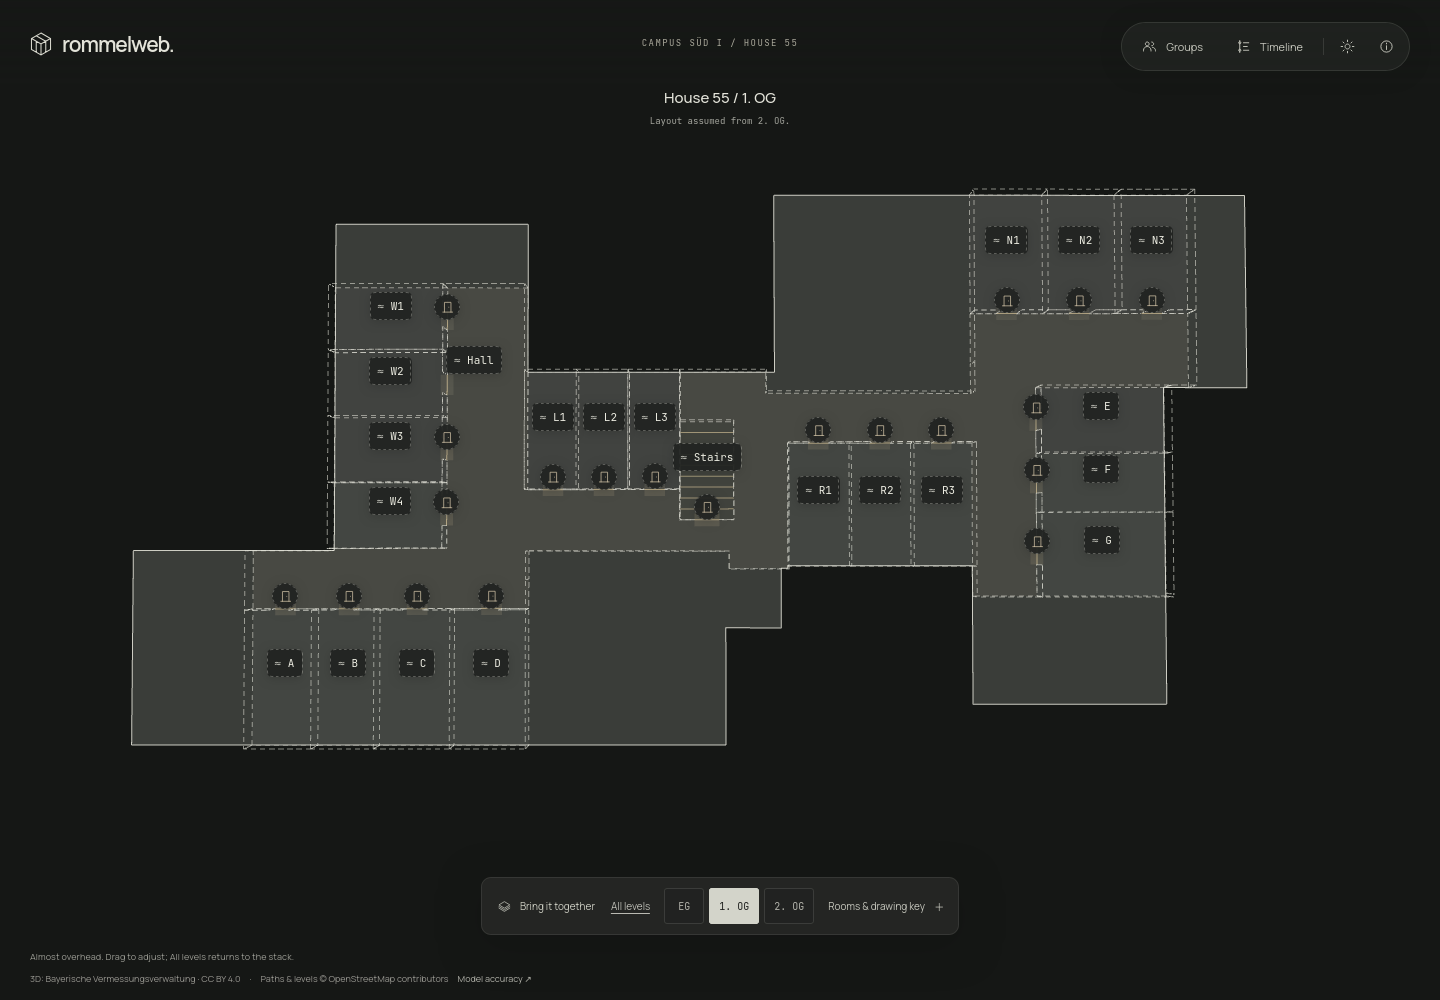 rommelweb.
CAMPUS SÜD I / HOUSE 55
Groups
Timeline
House 55 / 1. OG
Layout assumed from 2. OG.
≈ N1
≈ N2
≈ N3
≈ W1
≈ Hall
≈ W2
≈ W3
≈ W4
≈ L1
≈ L2
≈ L3
≈ Stairs
≈ R1
≈ R2
≈ R3
≈ E
≈ F
≈ G
≈ A
≈ B
≈ C
≈ D
Bring it together
All levels
EG
1. OG
2. OG
Rooms & drawing key +
Almost overhead. Drag to adjust; All levels returns to the stack.
3D: Bayerische Vermessungsverwaltung · CC BY 4.0 · Paths & levels © OpenStreetMap contributors Model accuracy ↗